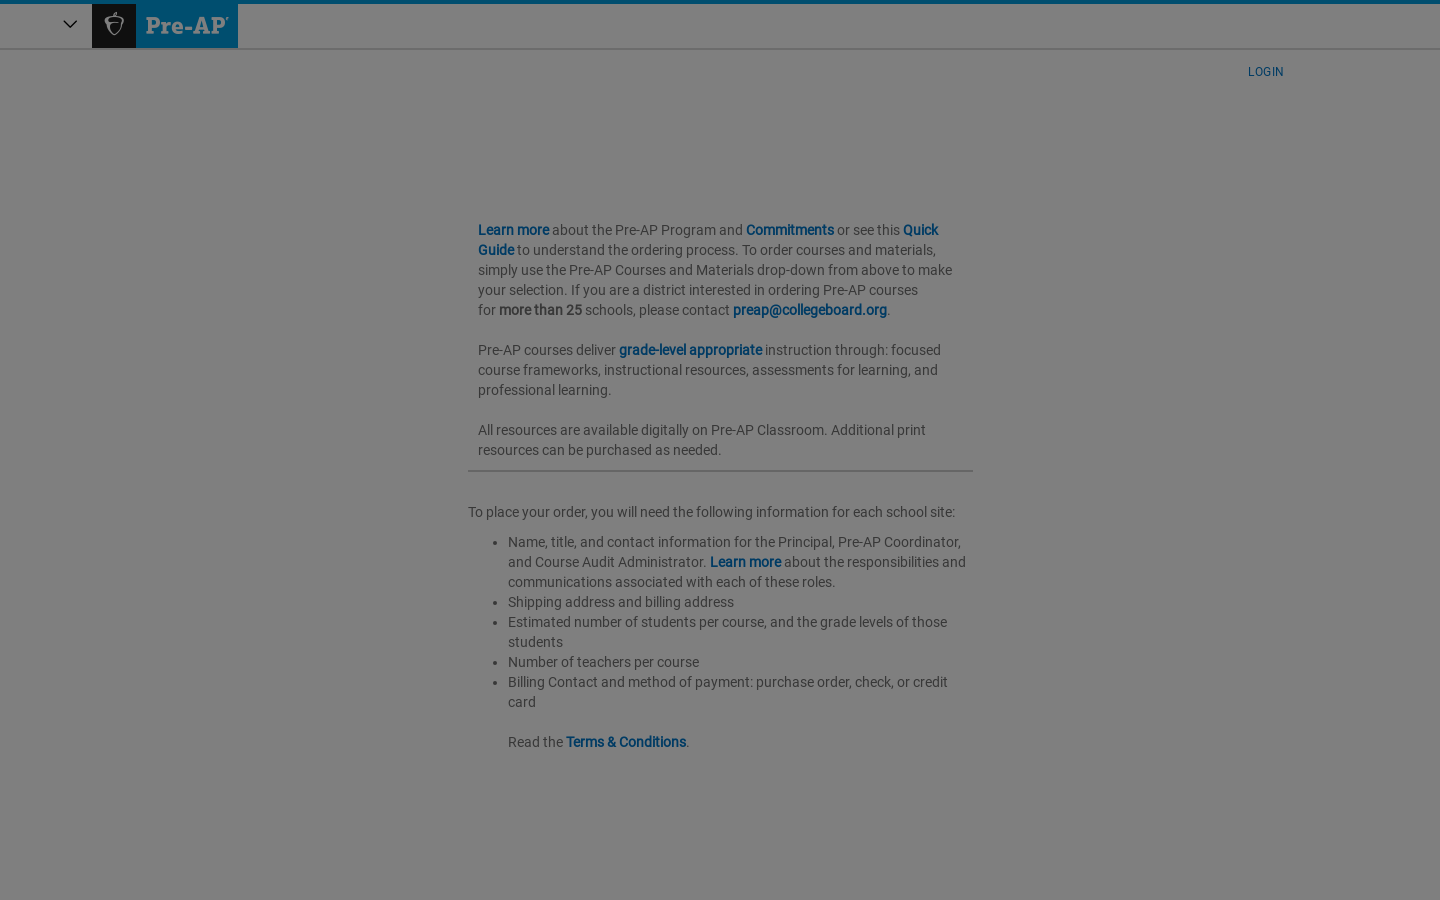 Pre-AP
LOGIN
Learn more about the Pre-AP Program and Commitments or see this Quick
Guide to understand the ordering process. To order courses and materials,
simply use the Pre-AP Courses and Materials drop-down from above to make
your selection. If you are a district interested in ordering Pre-AP courses
for more than 25 schools, please contact preap@collegeboard.org.
Pre-AP courses deliver grade-level appropriate instruction through: focused
course frameworks, instructional resources, assessments for learning, and
professional learning.
All resources are available digitally on Pre-AP Classroom. Additional print
resources can be purchased as needed.
To place your order, you will need the following information for each school site:
• Name, title, and contact information for the Principal, Pre-AP Coordinator,
and Course Audit Administrator. Learn more about the responsibilities and
communications associated with each of these roles.
• Shipping address and billing address
• Estimated number of students per course, and the grade levels of those
students
• Number of teachers per course
• Billing Contact and method of payment: purchase order, check, or credit
card
Read the Terms & Conditions.